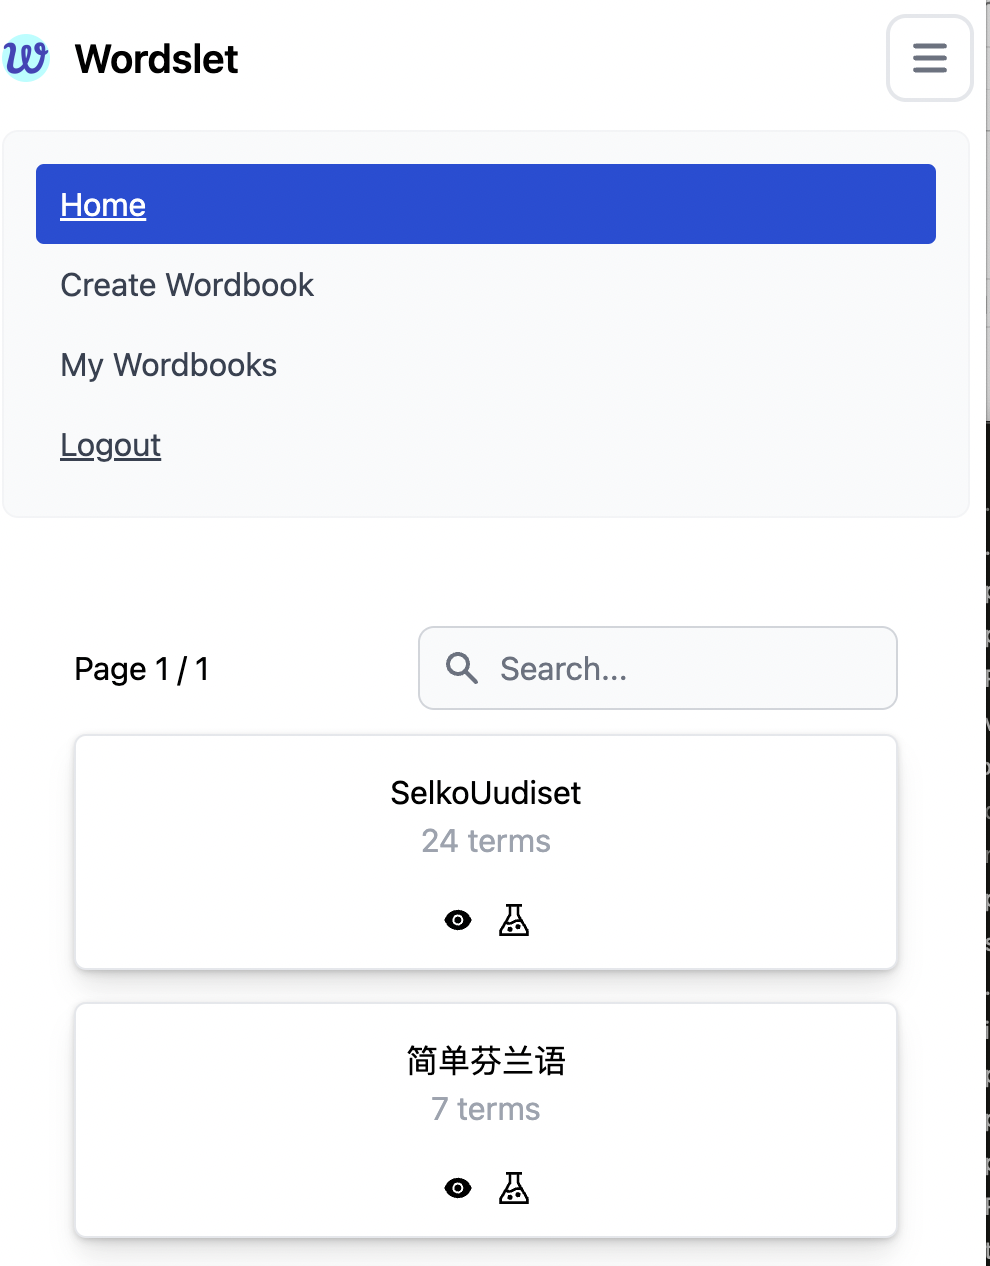 W
Wordslet
Home
Create Wordbook
My Wordbooks
Logout
Page 1 / 1
Search...
SelkoUudiset
24 terms
简单芬兰语
7 terms